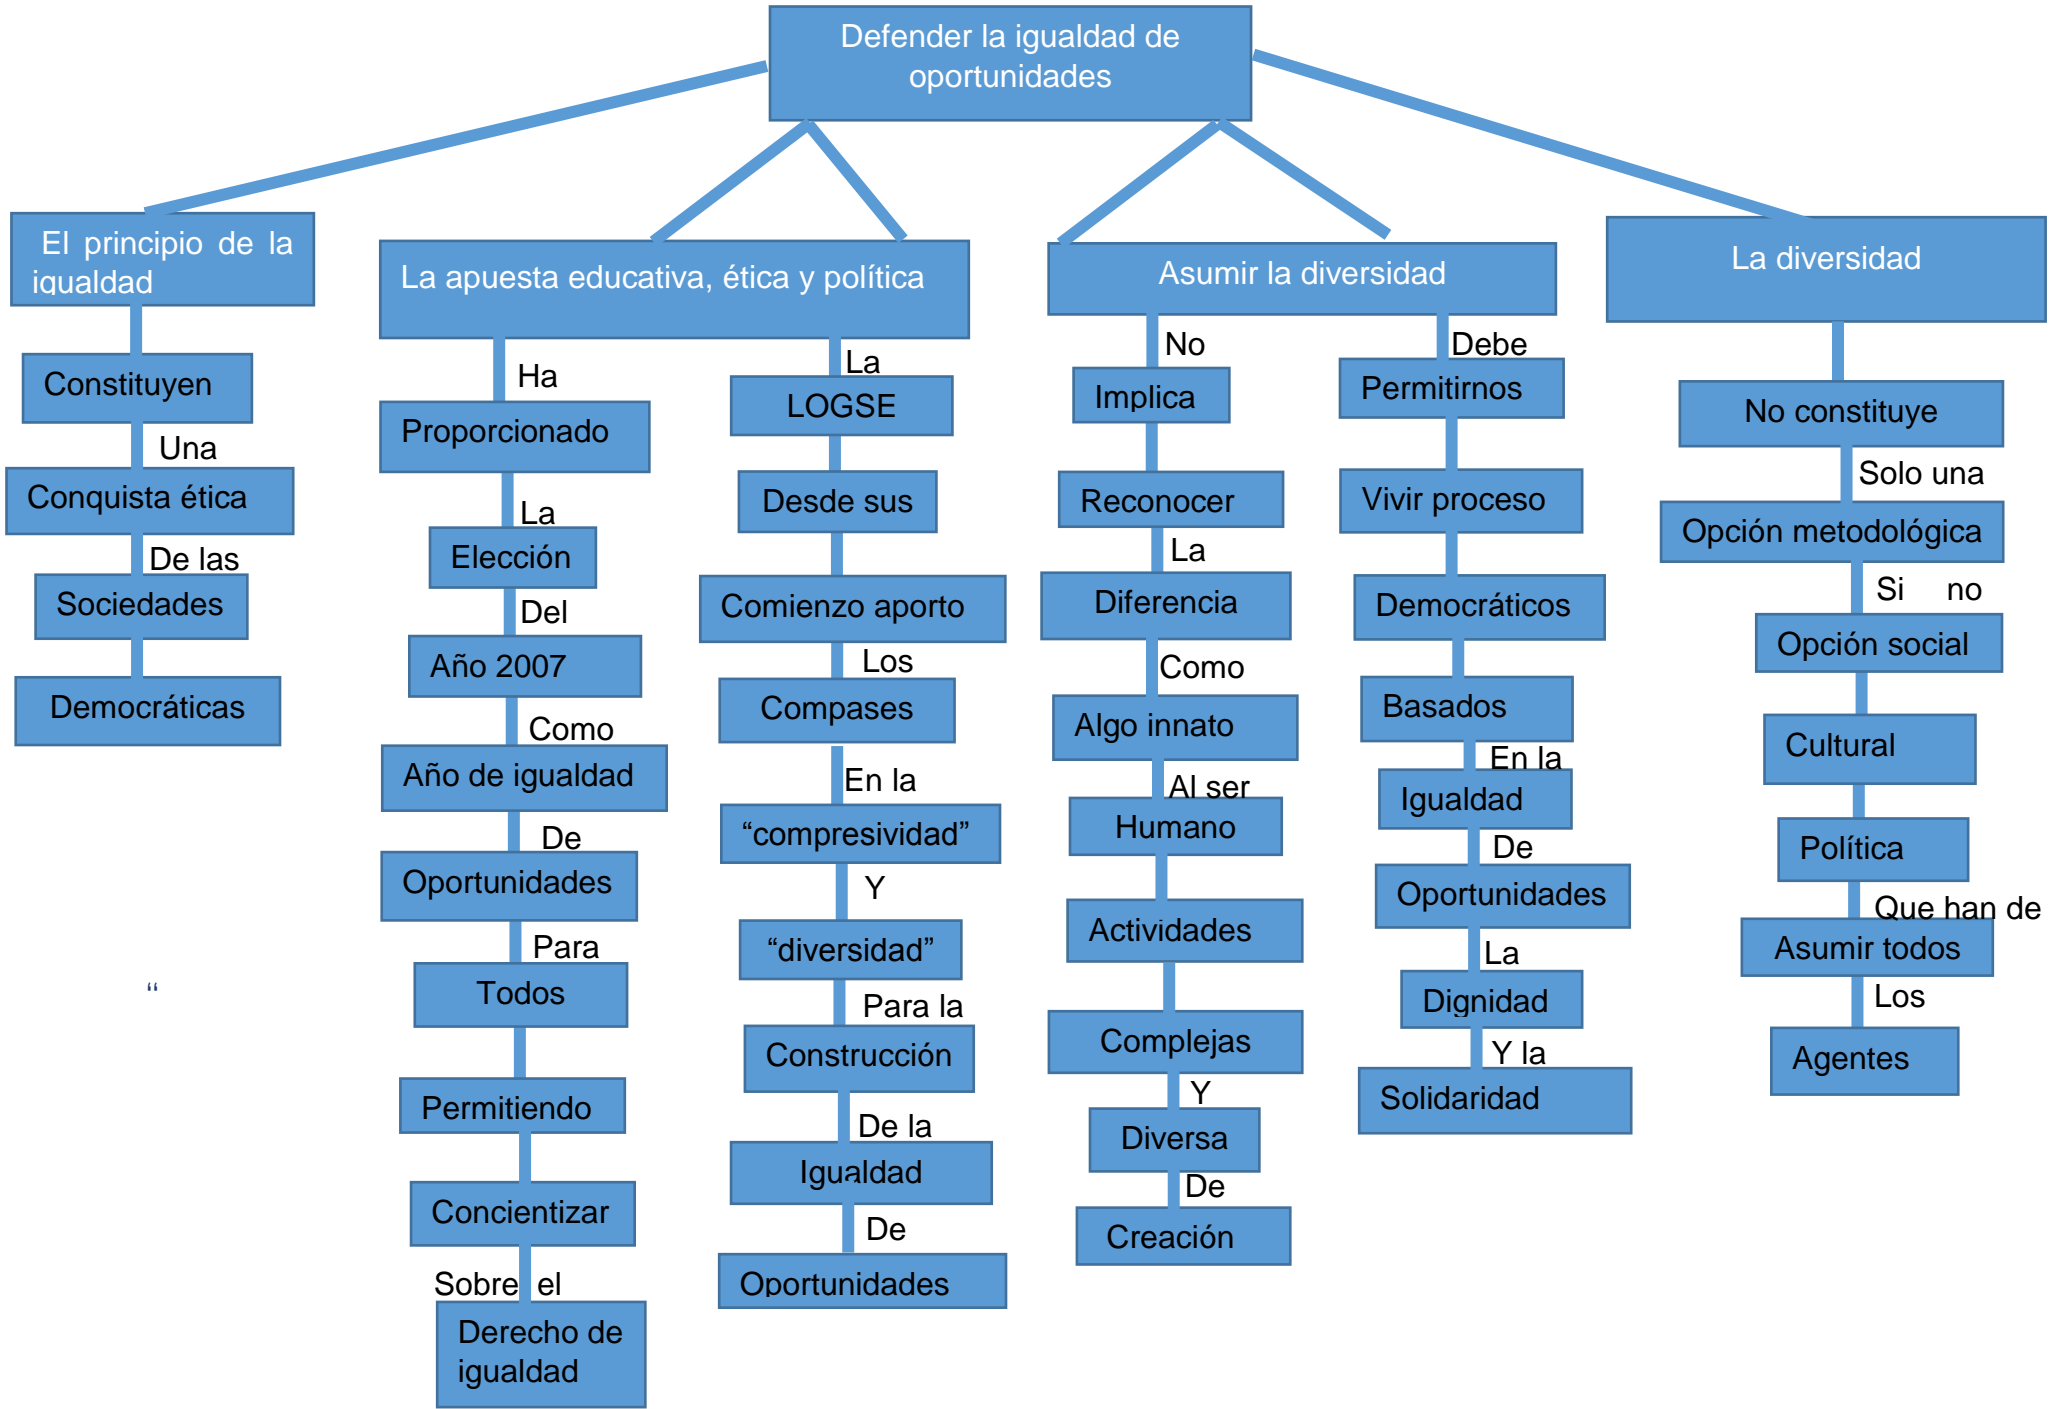 Defender la igualdad de
oportunidades
El principio de la
igualdad
Constituyen
Una
Conquista ética
De las
Sociedades
Democráticas
“
La apuesta educativa, ética y política
Ha
Proporcionado
La
Elección
Del
Año 2007
Como
Año de igualdad
De
Oportunidades
Para
Todos
Permitiendo
Concientizar
Sobre el
Derecho de
igualdad
La
LOGSE
Desde sus
Comienzo aporto
Los
Compases
En la
“compresividad”
Y
“diversidad”
Para la
Construcción
De la
Igualdad
De
Oportunidades
Asumir la diversidad
No
Implica
Reconocer
La
Diferencia
Como
Algo innato
Al ser
Humano
Actividades
Complejas
Y
Diversa
De
Creación
Debe
Permitirnos
Vivir proceso
Democráticos
Basados
En la
Igualdad
De
Oportunidades
La
Dignidad
Y la
Solidaridad
La diversidad
No constituye
Solo una
Opción metodológica
Si no
Opción social
Cultural
Política
Que han de
Asumir todos
Los
Agentes